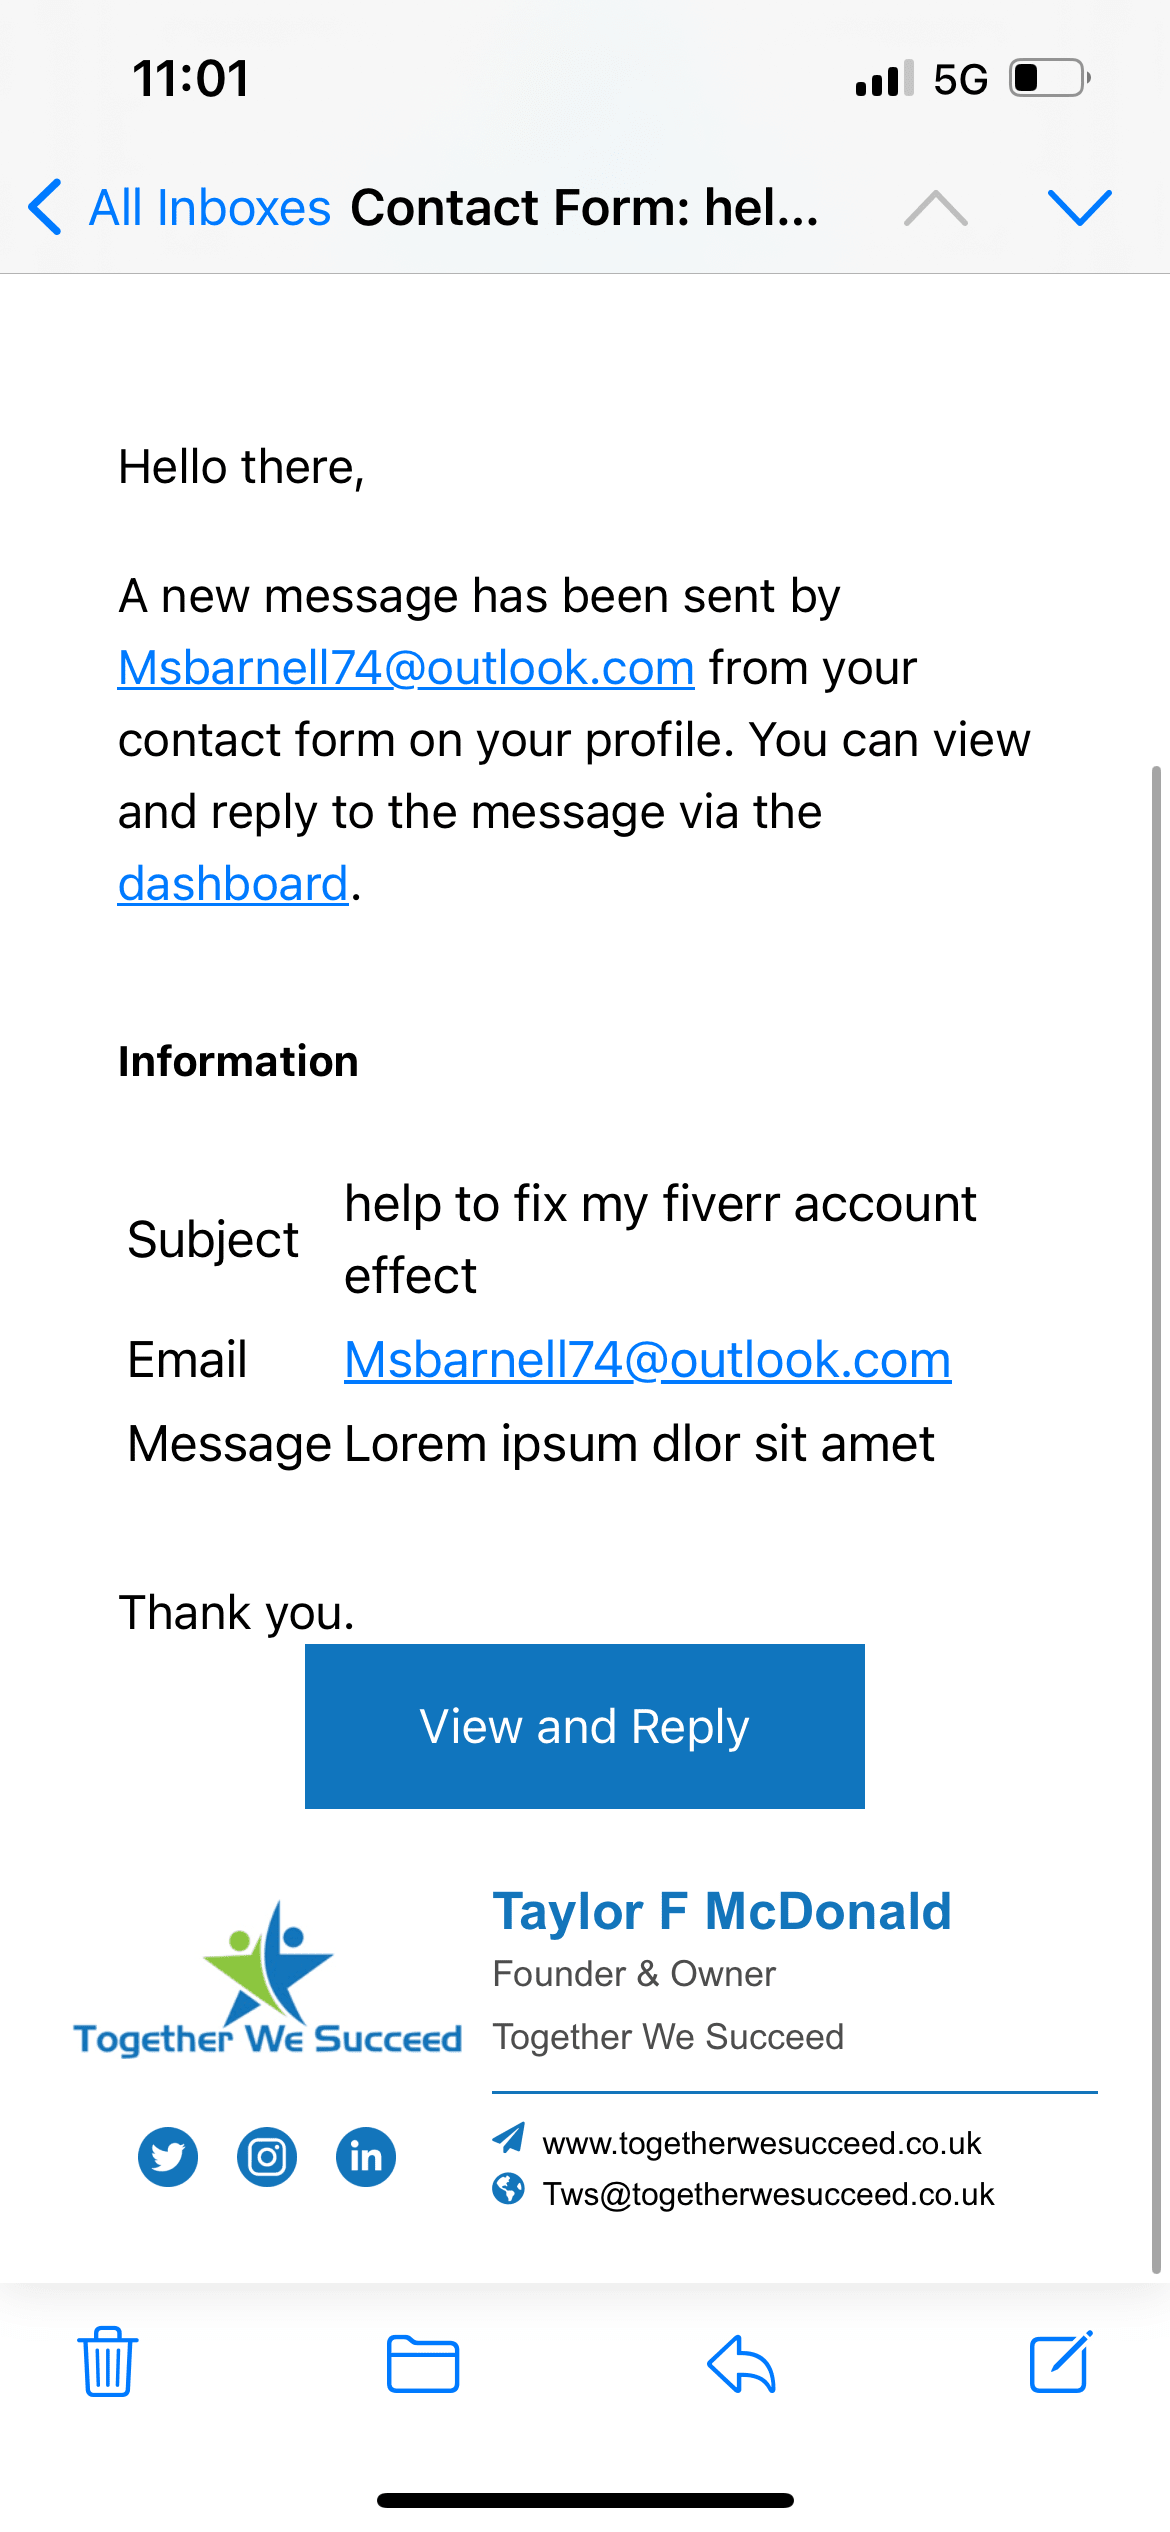 11:01
5G
All Inboxes Contact Form: hel...
Hello there,
A new message has been sent by
Msbarnell74@outlook.com from your
contact form on your profile. You can view
and reply to the message via the
dashboard.
Information
Subject help to fix my fiverr account
effect
Email Msbarnell74@outlook.com
Message Lorem ipsum dlor sit amet
Thank you.
View and Reply
Together We Succeed
Taylor F McDonald
Founder & Owner
Together We Succeed
in
www.togetherwesucceed.co.uk
Tws@togetherwesucceed.co.uk